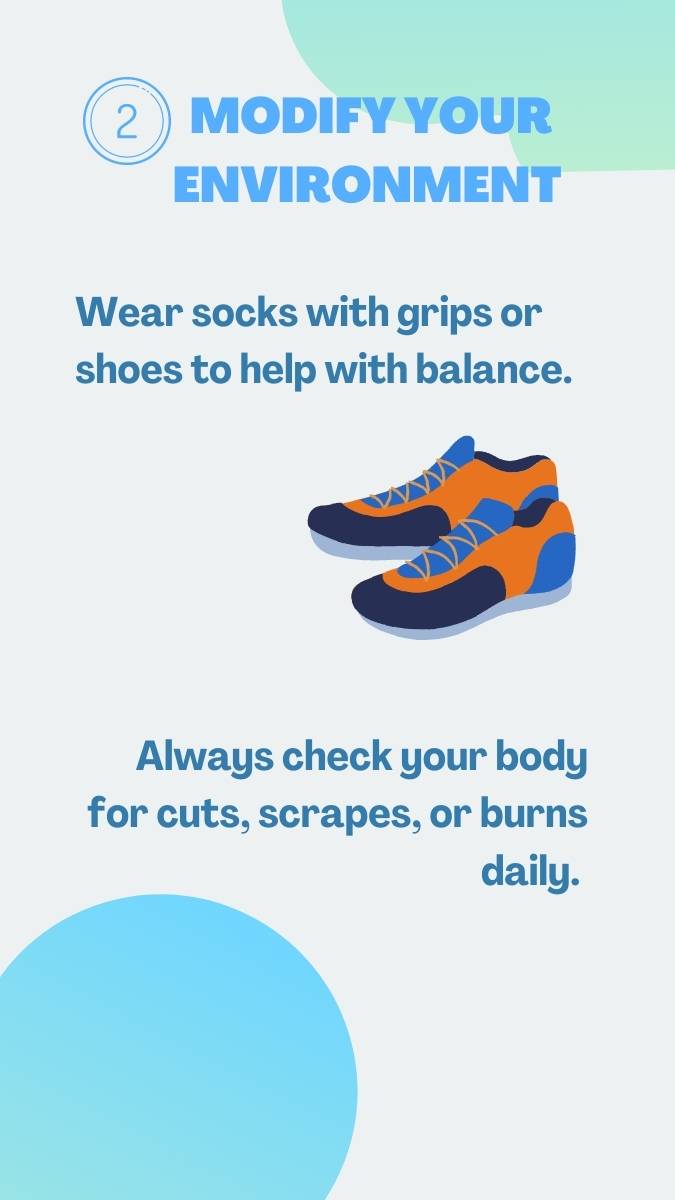 2
MODIFY YOUR
ENVIRONMENT
Wear socks with grips or
shoes to help with balance.
Always check your body
for cuts, scrapes, or burns
daily.